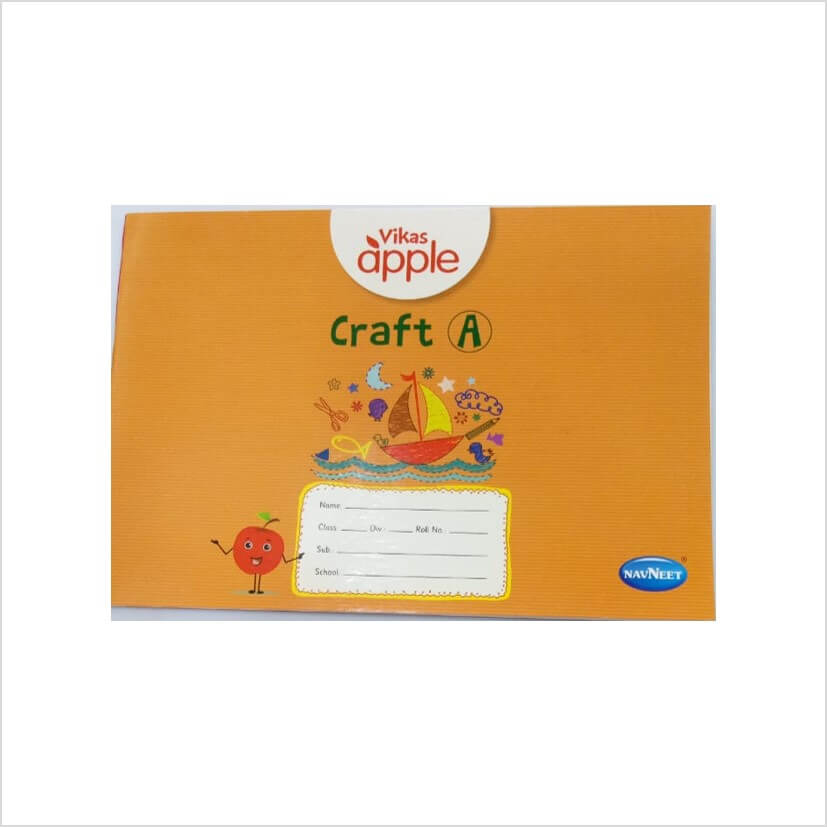 Vikas
apple
Craft A
Name:
Class: Div.: Roll No.:
Sub.:
School:
NAVNEET ®